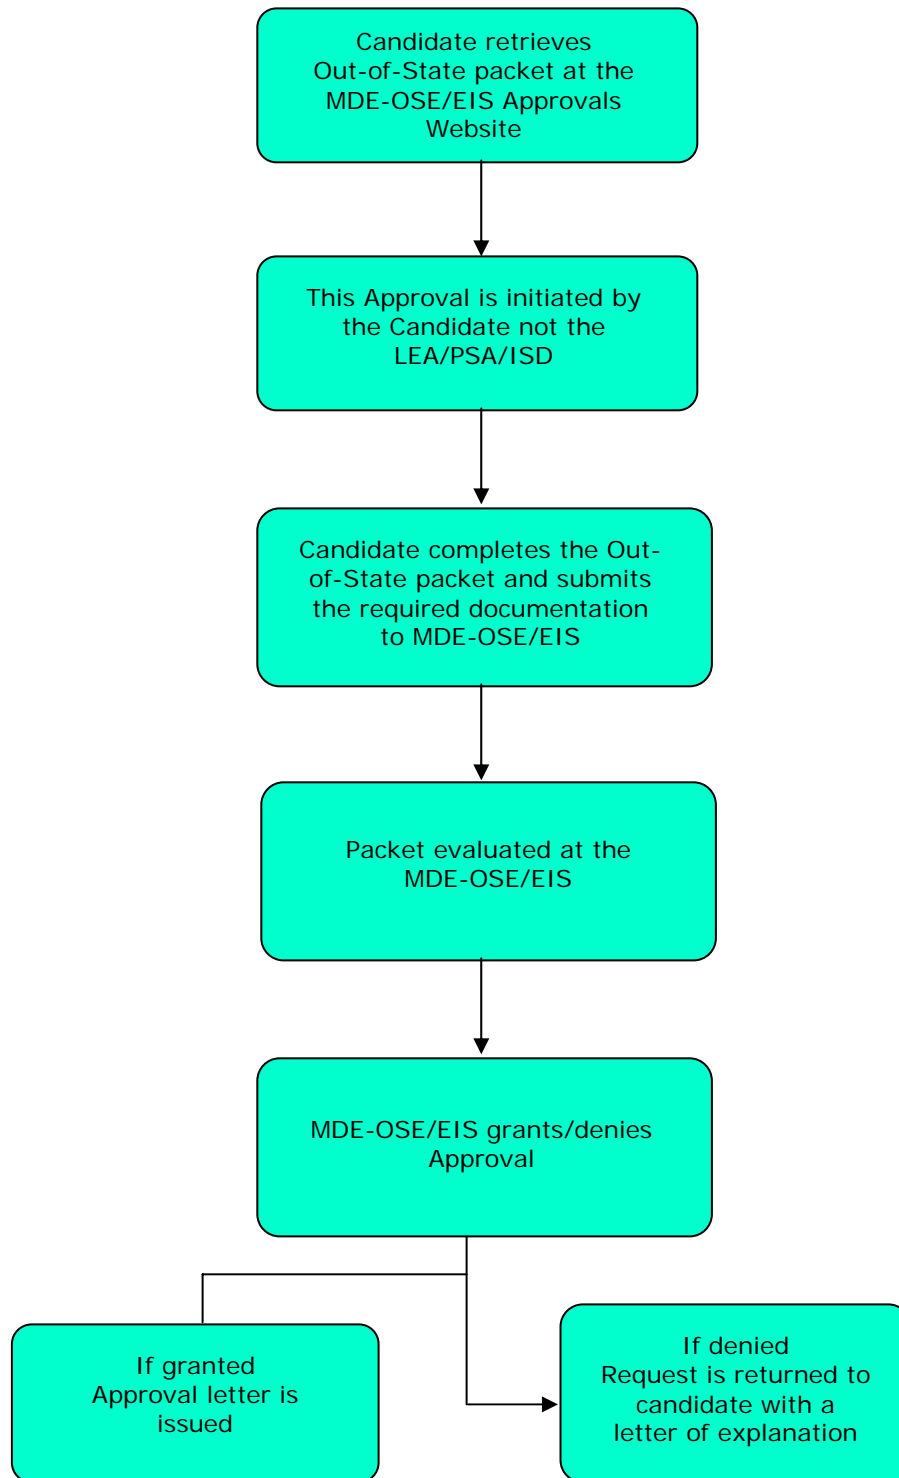 Candidate retrieves
Out-of-State packet at the
MDE-OSE/EIS Approvals
Website
This Approval is initiated by
the Candidate not the
LEA/PSA/ISD
Candidate completes the Out-
of-State packet and submits
the required documentation
to MDE-OSE/EIS
Packet evaluated at the
MDE-OSE/EIS
MDE-OSE/EIS grants/denies
Approval
If granted
Approval letter is
issued
If denied
Request is returned to
candidate with a
letter of explanation